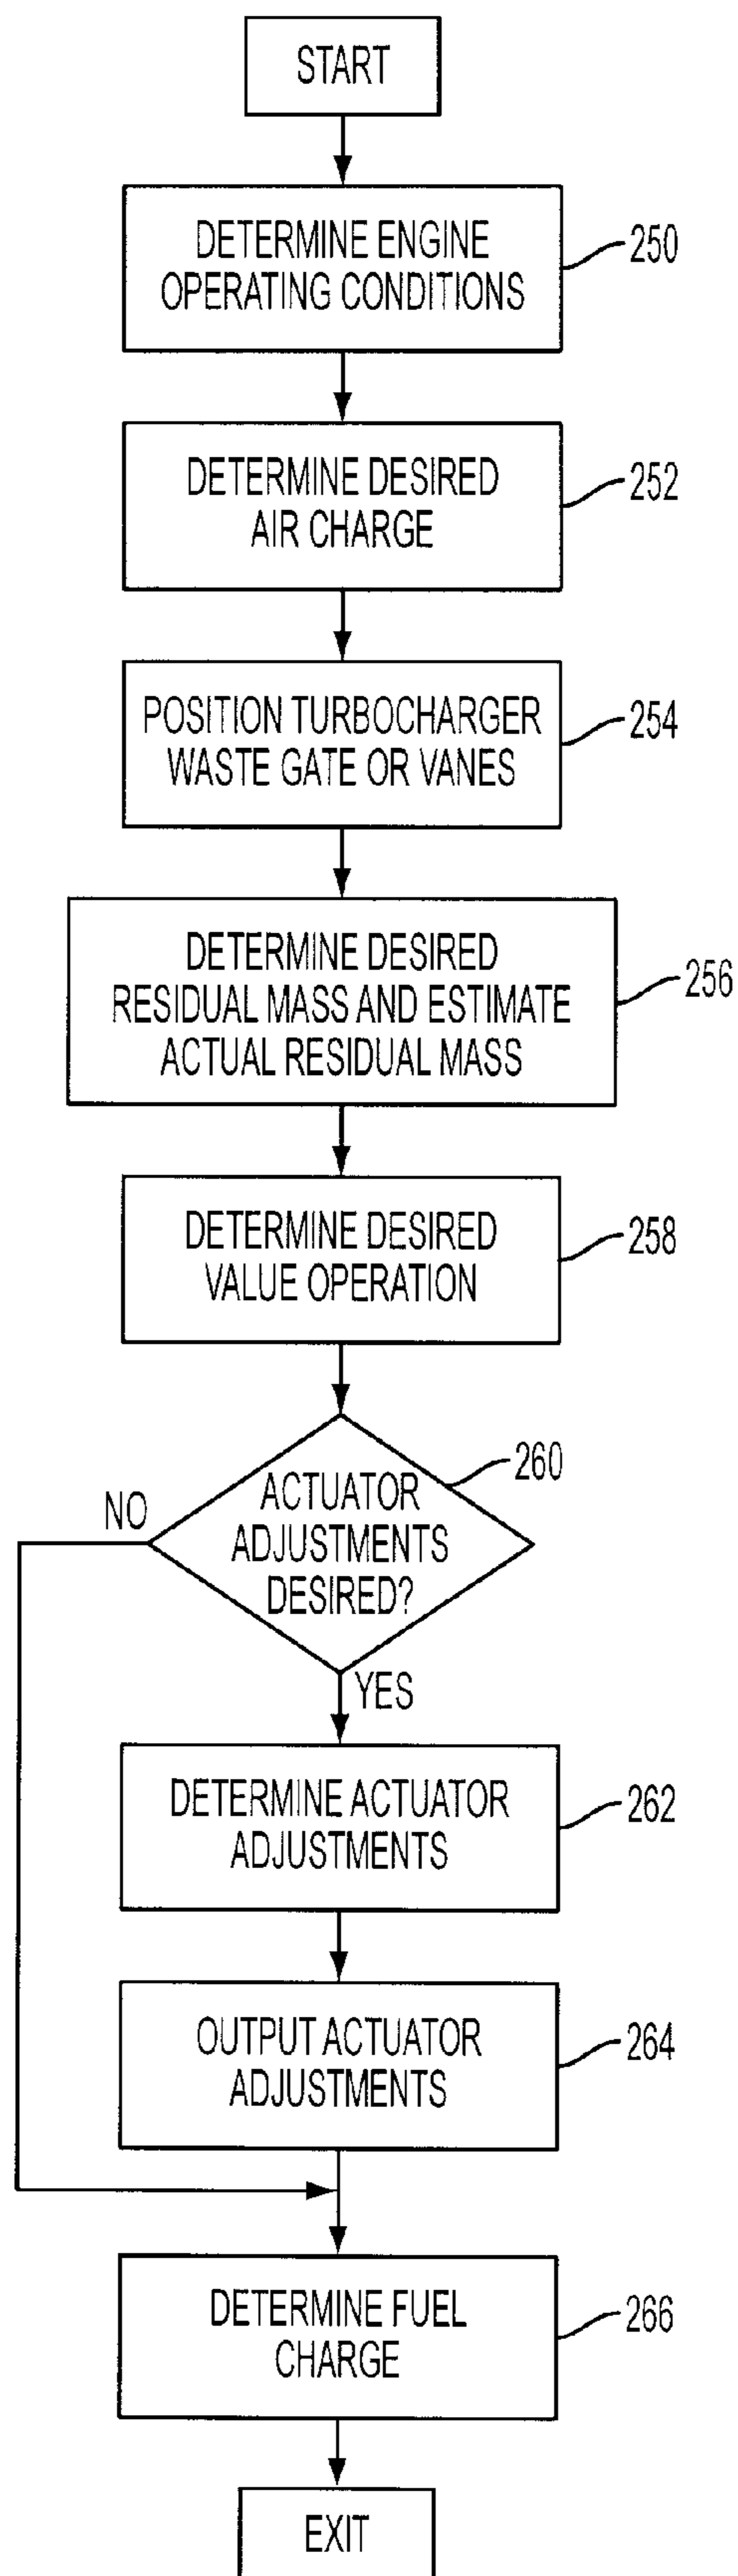 START
DETERMINE ENGINE
OPERATING CONDITIONS
250
DETERMINE DESIRED
AIR CHARGE
252
POSITION TURBOCHARGER
WASTE GATE OR VANES
254
DETERMINE DESIRED
RESIDUAL MASS AND ESTIMATE
ACTUAL RESIDUAL MASS
256
DETERMINE DESIRED
VALUE OPERATION
258
ACTUATOR
ADJUSTMENTS
DESIRED?
260
NO
YES
DETERMINE ACTUATOR
ADJUSTMENTS
262
OUTPUT ACTUATOR
ADJUSTMENTS
264
DETERMINE FUEL
CHARGE
266
EXIT